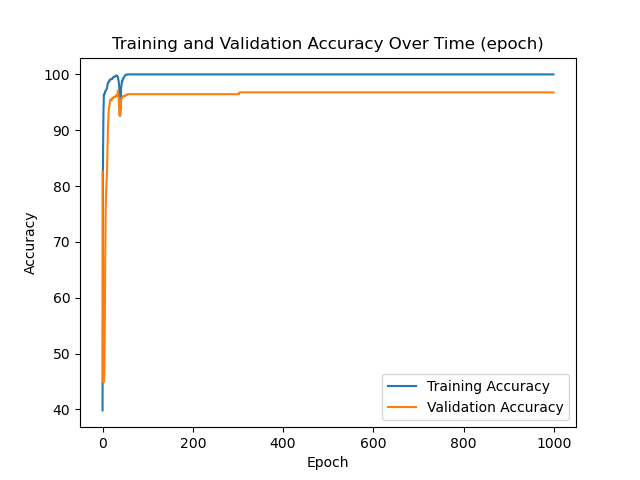 Training and Validation Accuracy Over Time (epoch)
100
90
80
70
60
50
40
Accuracy
Training Accuracy
Validation Accuracy
0 200 400 600 800 1000
Epoch